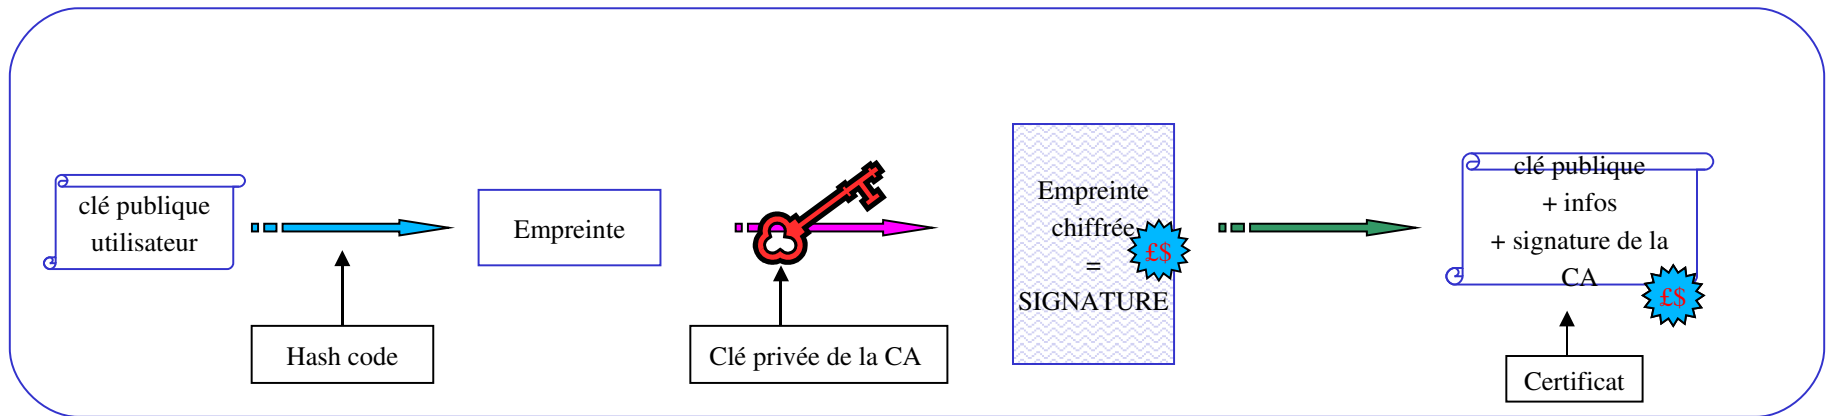 clé publique
utilisateur
Hash code
Empreinte
Clé privée de la CA
Empreinte
chiffrée
=
SIGNATURE
£$
clé publique
+ infos
+ signature de la
CA
£$
Certificat